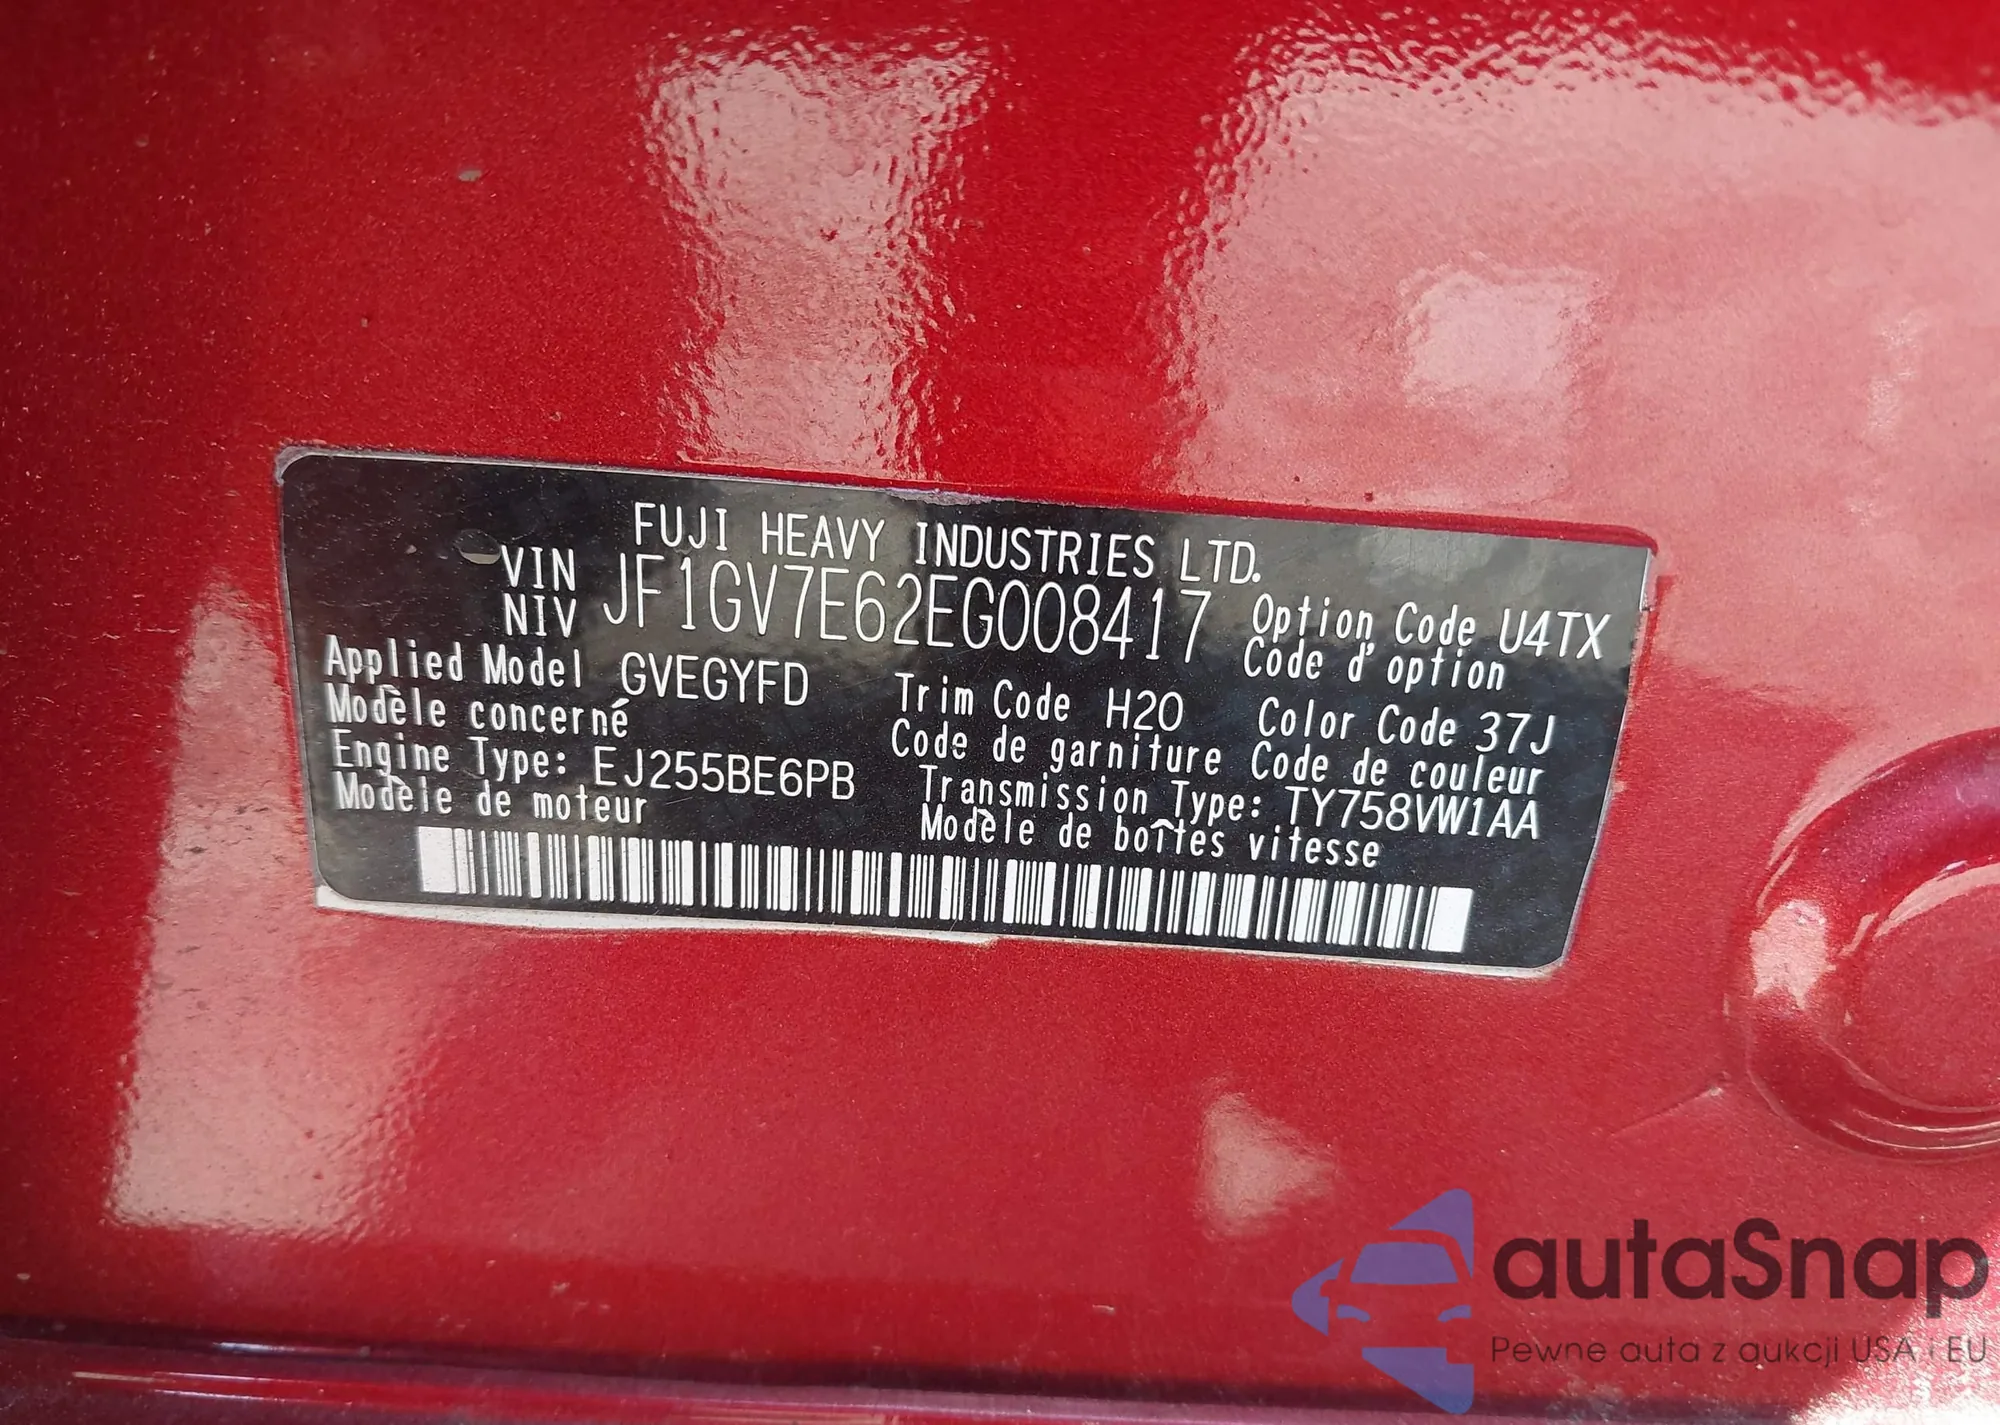 FUJI HEAVY INDUSTRIES LTD.
VIN
NIV
JF1GV7E62EG008417
Option Code U4TX
Code d'option
Applied Model GVEGYFD
Modèle concerné
Trim Code H20
Code de garniture
Color Code 37J
Code de couleur
Engine Type: EJ255BE6PB
Modèle de moteur
Transmission Type: TY758VW1AA
Modèle de boîtes vitesse
autaSnap
Pewne auta z aukcji USA i EU